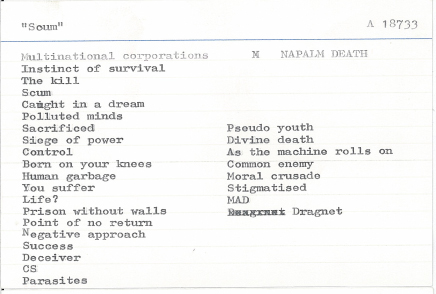 "Scum"
A 18733
Multinational corporations
M NAPALM DEATH
Instinct of survival
The kill
Scum
Caught in a dream
Polluted minds
Sacrificed
Siege of power
Control
Born on your knees
Human garbage
You suffer
Life?
Prison without walls
Point of no return
Negative approach
Success
Deceiver
CS
Parasites
Pseudo youth
Divine death
As the machine rolls on
Common enemy
Moral crusade
Stigmatised
MAD
Dragnet